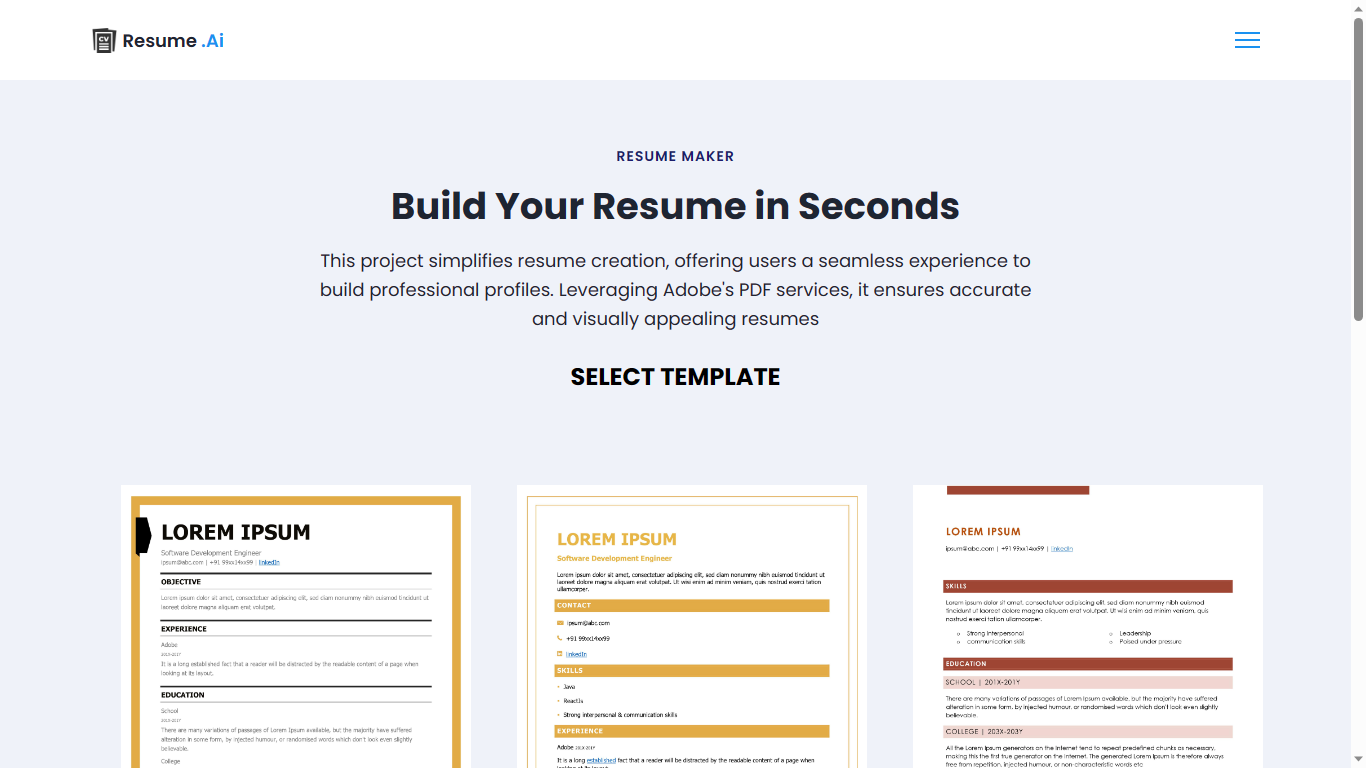 CV Resume .Ai
RESUME MAKER
Build Your Resume in Seconds
This project simplifies resume creation, offering users a seamless experience to
build professional profiles. Leveraging Adobe's PDF services, it ensures accurate
and visually appealing resumes
SELECT TEMPLATE
LOREM IPSUM
Software Development Engineer
ipsum@abc.com | +91 99xx14xx99 | linkedIn
OBJECTIVE
Lorem ipsum dolor sit amet, consectetuer adipiscing elit, sed diam nonummy nibh euismod tincidunt ut
laoreet dolore magna aliquam erat volutpat.
EXPERIENCE
Adobe
2015-2017
It is a long established fact that a reader will be distracted by the readable content of a page when
looking at its layout.
EDUCATION
School
2015-2017
There are many variations of passages of Lorem Ipsum available, but the majority have suffered
alteration in some form, by injected humour, or randomised words which don't look even slightly
believable.
College
LOREM IPSUM
Software Development Engineer
Lorem ipsum dolor sit amet, consectetuer adipiscing elit, sed diam nonummy nibh euismod tincidunt ut
laoreet dolore magna aliquam erat volutpat. Ut wisi enim ad minim veniam, quis nostrud exerci tation
ullamcorper.
CONTACT
ipsum@abc.com
+91 99xx14xx99
linkedIn
SKILLS
Java
ReactJs
Strong interpersonal & communication skills
EXPERIENCE
Adobe 201X-201Y
It is a long established fact that a reader will be distracted by the readable content of a page when
looking at its layout.
LOREM IPSUM
ipsum@abc.com | +91 99xx14xx99 | linkedIn
SKILLS
Lorem ipsum dolor sit amet, consectetuer adipiscing elit, sed diam nonummy nibh euismod
tincidunt ut laoreet dolore magna aliquam erat volutpat. Ut wisi enim ad minim veniam, quis
nostrud exerci tation ullamcorper.
Strong interpersonal
communication skills
Leadership
Poised under pressure
EDUCATION
SCHOOL | 201X-201Y
There are many variations of passages of Lorem Ipsum available, but the majority have suffered
alteration in some form, by injected humour, or randomised words which don't look even slightly
believable.
COLLEGE | 203X-203Y
All the Lorem Ipsum generators on the Internet tend to repeat predefined chunks as necessary,
making this the first true generator on the Internet. The generated Lorem Ipsum is therefore always
free from repetition, injected humour, or non-characteristic words etc